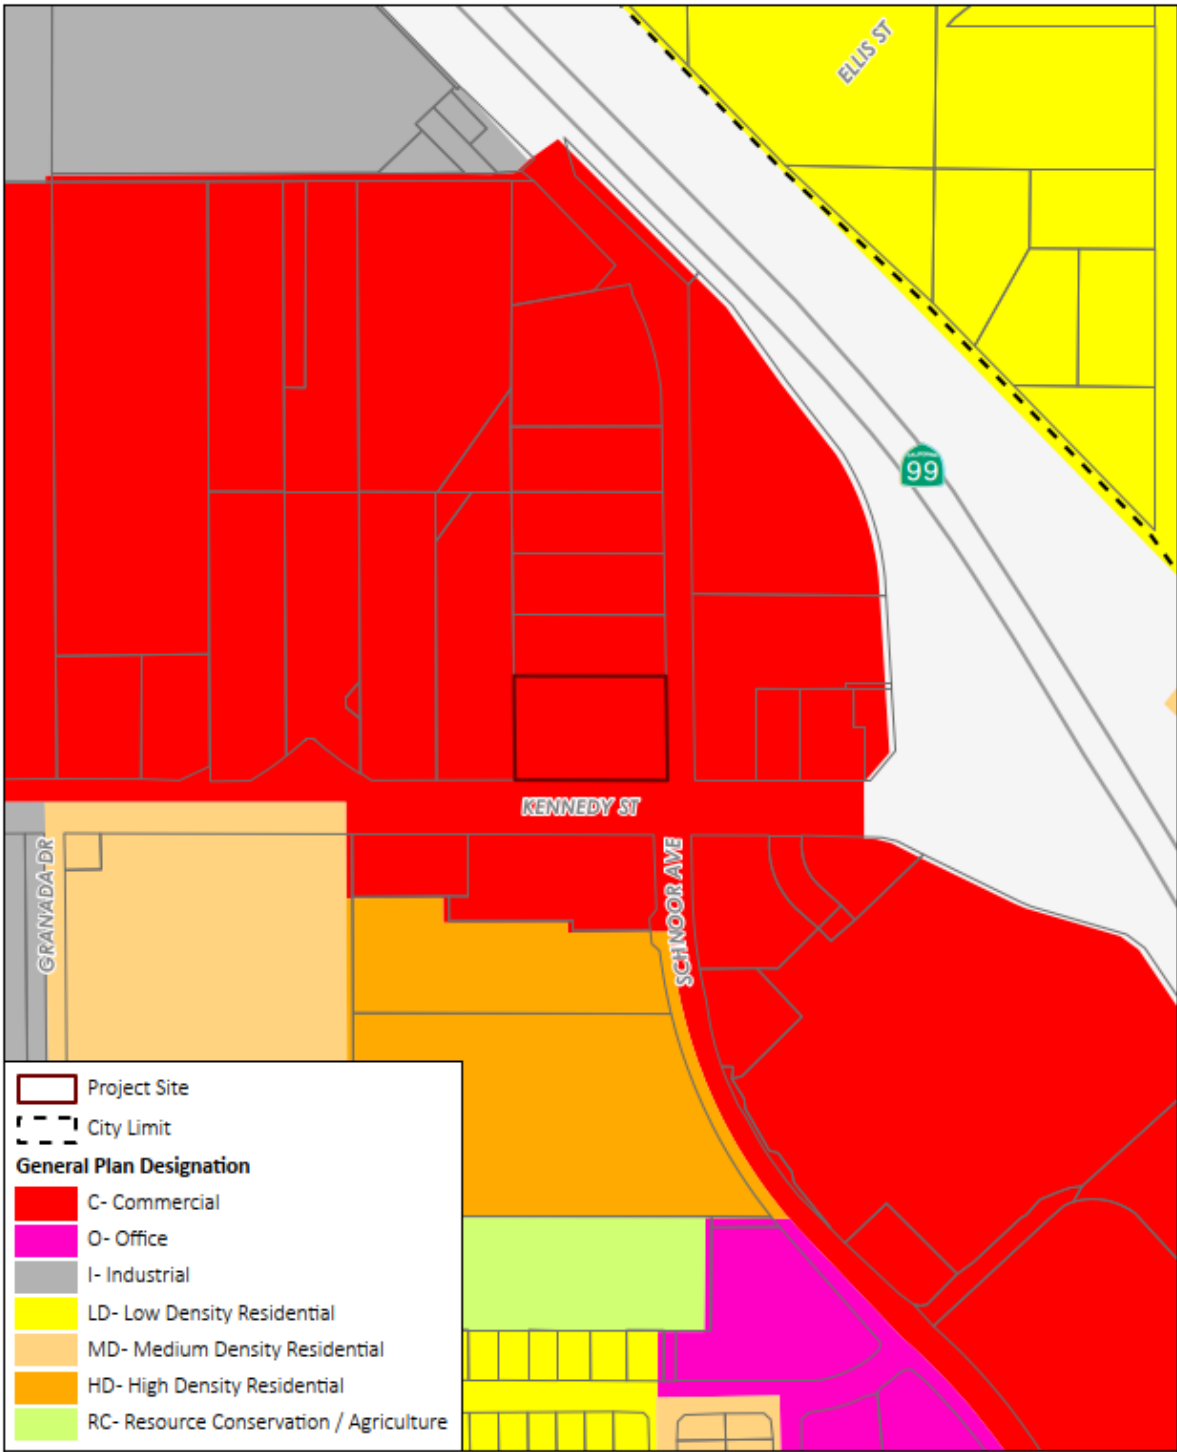 ELLIS ST
CALIFORNIA
99
KENNEDY ST
GRANADA DR
SCHNOOR AVE
Project Site
City Limit
General Plan Designation
C- Commercial
O- Office
I- Industrial
LD- Low Density Residential
MD- Medium Density Residential
HD- High Density Residential
RC- Resource Conservation / Agriculture